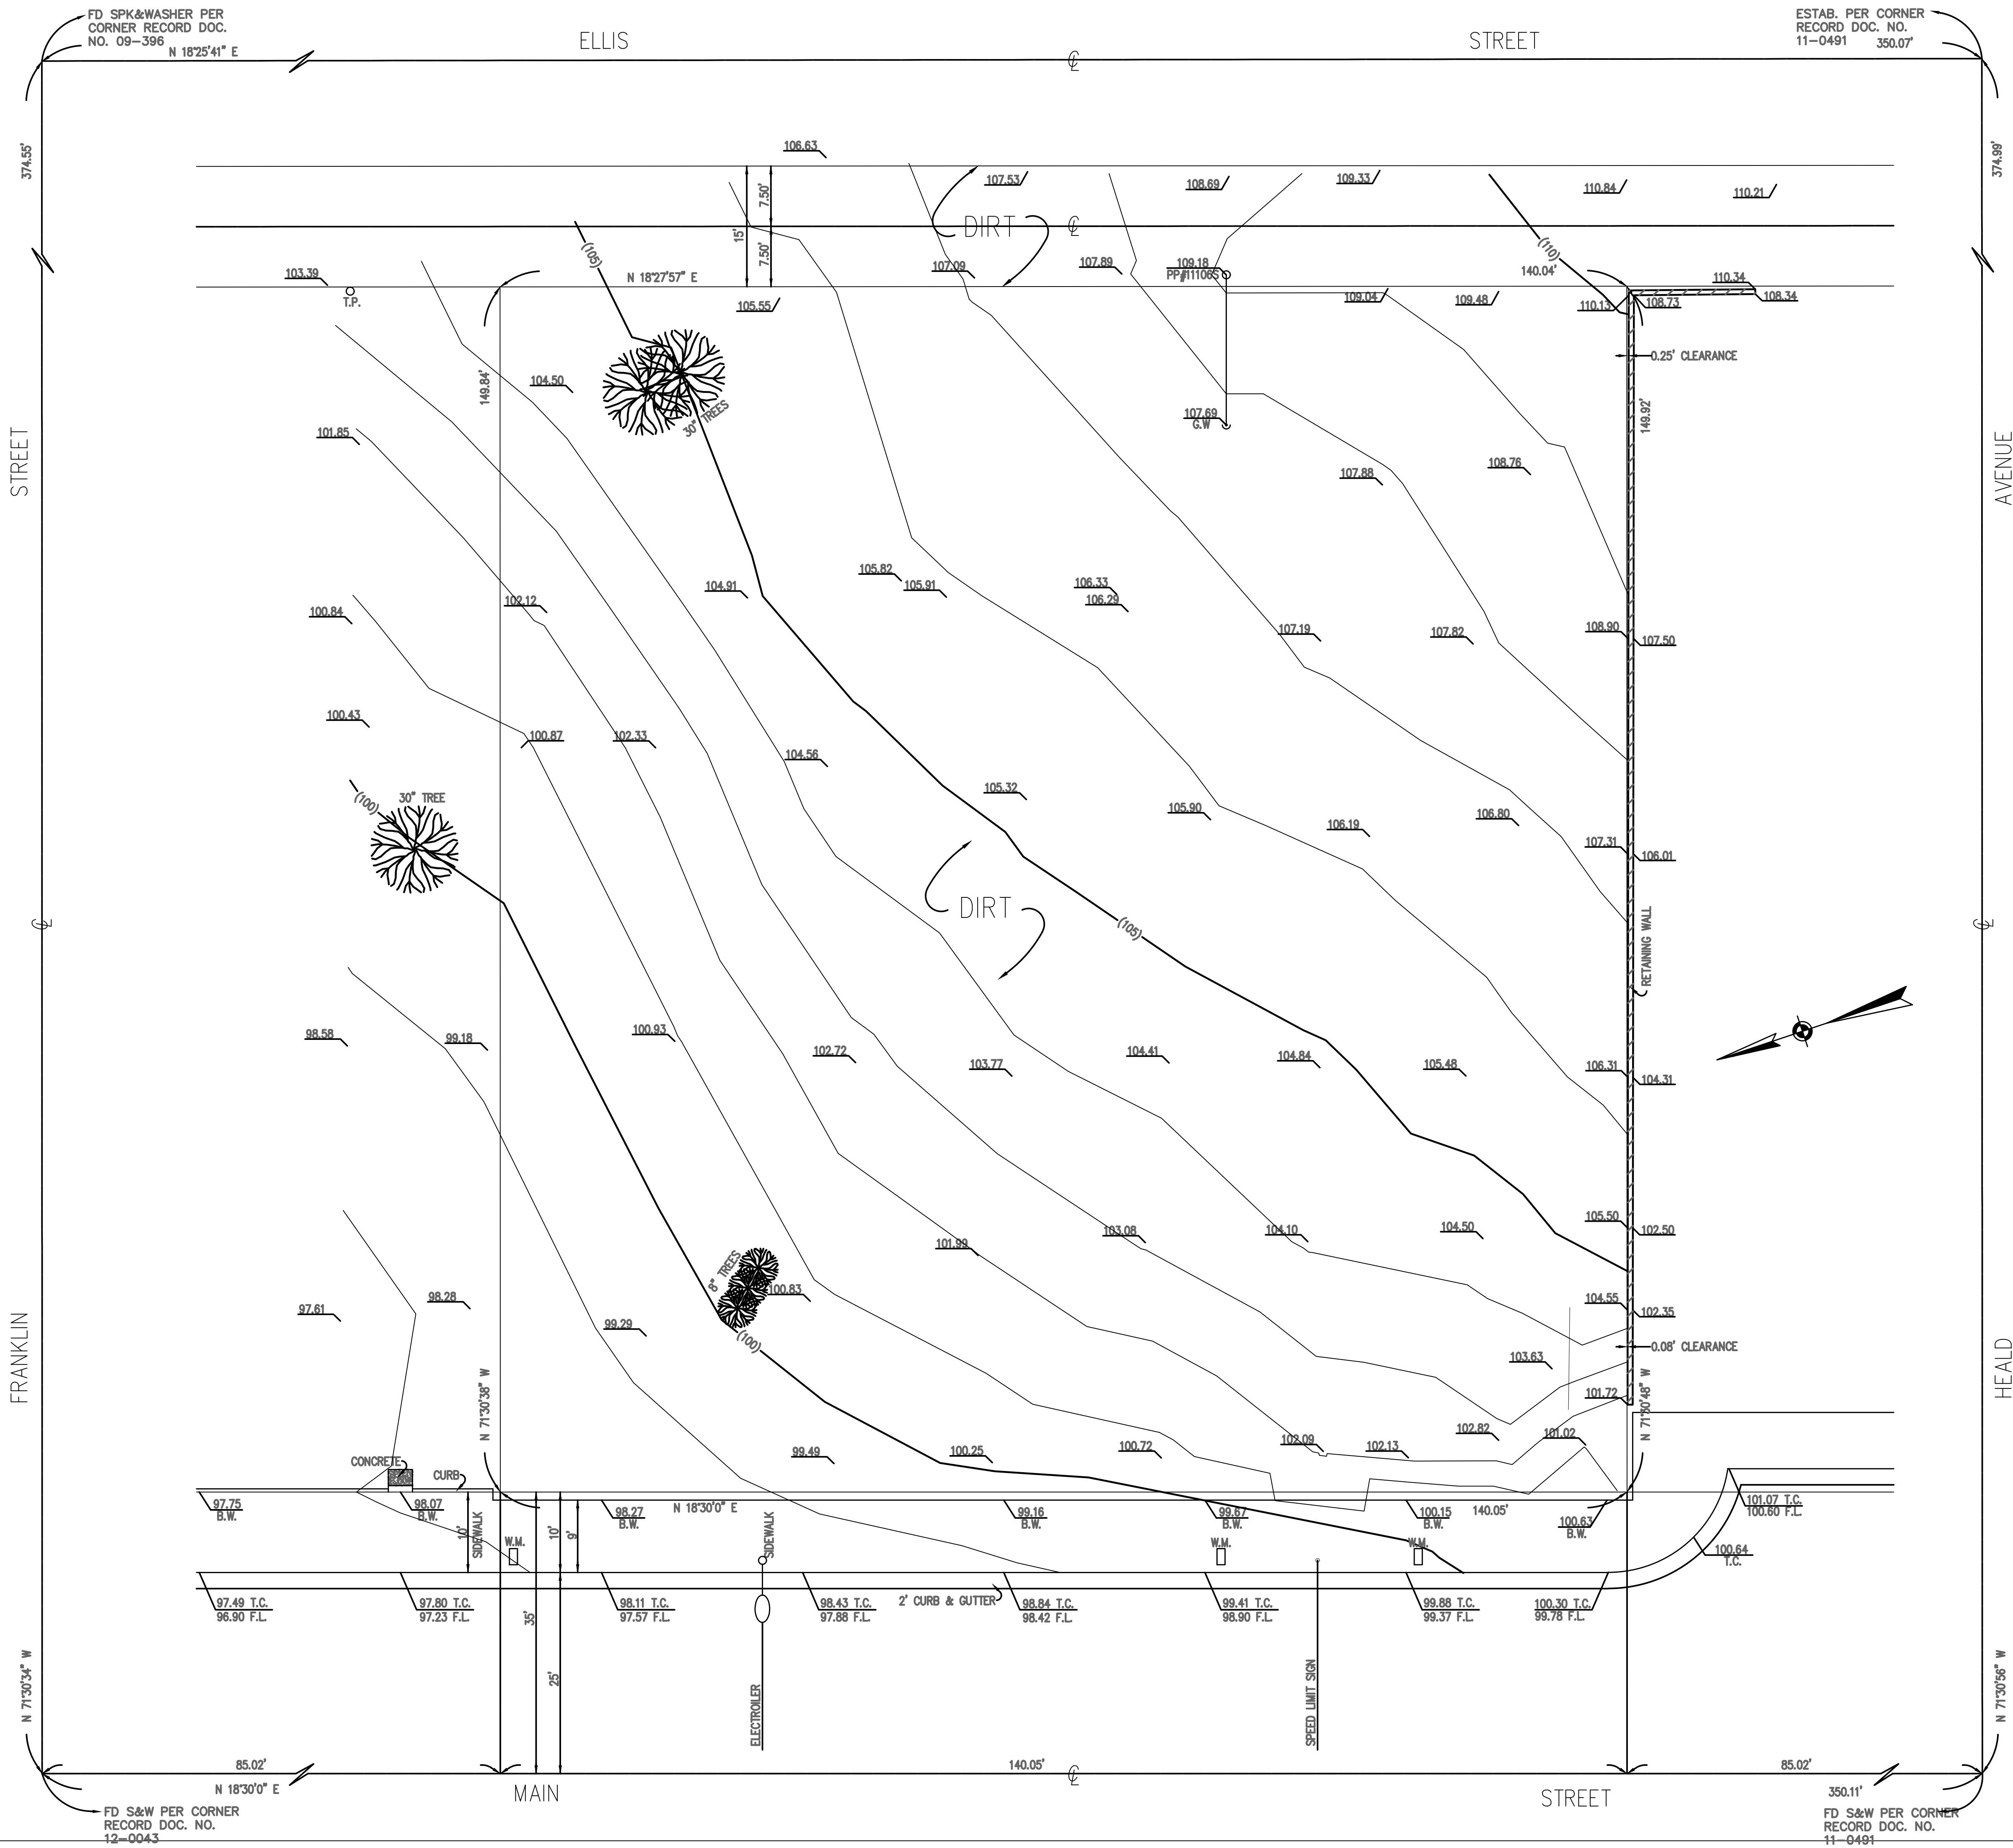 FD SPK&WASHER PER
CORNER RECORD DOC.
NO. 09-396
N 18°25'41" E
ELLIS
STREET
ESTAB. PER CORNER
RECORD DOC. NO.
11-0491
350.07'
374.55'
374.99'
106.63
107.53
108.69
109.33
110.84
110.21
7.50'
15'
7.50'
DIRT
(105)
(110)
103.39
T.P.
N 18°27'57" E
107.09
107.89
109.18
PP#111106S
140.04'
110.34
105.55
109.04
109.48
110.13
108.73
108.34
0.25' CLEARANCE
149.84'
104.50
30" TREES
107.69
G.W
149.92'
STREET
AVENUE
101.85
107.88
108.76
105.82
105.91
104.91
106.33
106.29
102.12
100.84
107.19
107.82
108.90
107.50
100.43
100.87
102.33
104.56
105.32
105.90
106.19
106.80
107.31
106.01
(100)
30" TREE
DIRT
(105)
RETAINING WALL
98.58
99.18
100.93
102.72
103.77
104.41
104.84
105.48
106.31
104.31
101.99
103.08
104.10
104.50
105.50
102.50
8" TREES
100.83
97.61
98.28
99.29
(100)
104.55
102.35
0.08' CLEARANCE
103.63
FRANKLIN
HEALD
N 71°30'38" W
N 71°30'48" W
101.72
102.82
101.02
102.09
102.13
100.72
100.25
99.49
CONCRETE
CURB
97.75
B.W.
98.07
B.W.
98.27
B.W.
N 18°30'0" E
99.16
B.W.
99.67
B.W.
100.15
B.W.
140.05'
100.63
B.W.
101.07 T.C.
100.60 F.L.
10'
SIDEWALK
W.M.
10'
9'
SIDEWALK
W.M.
W.M.
100.64
T.C.
97.49 T.C.
96.90 F.L.
97.80 T.C.
97.23 F.L.
98.11 T.C.
97.57 F.L.
98.43 T.C.
97.88 F.L.
2' CURB & GUTTER
98.84 T.C.
98.42 F.L.
99.41 T.C.
98.90 F.L.
99.88 T.C.
99.37 F.L.
100.30 T.C.
99.78 F.L.
35'
25'
ELECTROILER
SPEED LIMIT SIGN
N 71°30'34" W
N 71°30'56" W
85.02'
N 18°30'0" E
MAIN
140.05'
STREET
85.02'
350.11'
FD S&W PER CORNER
RECORD DOC. NO.
12-0043
FD S&W PER CORNER
RECORD DOC. NO.
11-0491